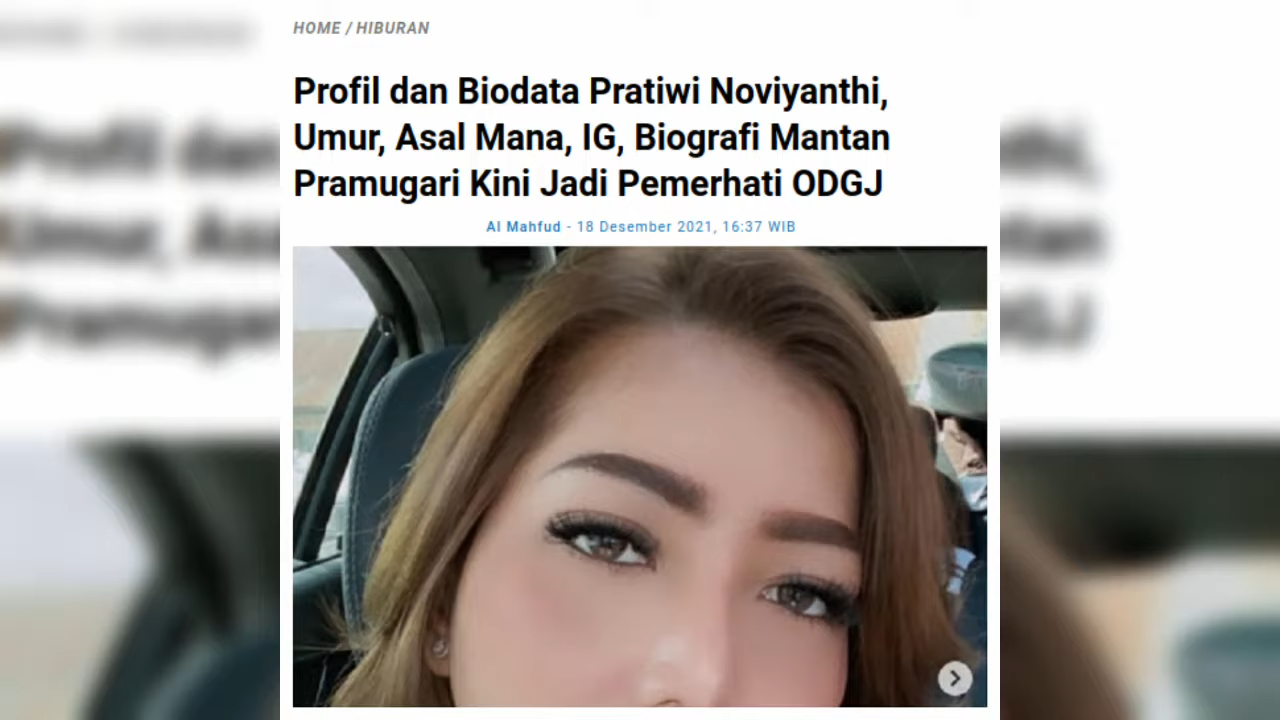 HOME / HIBURAN
Profil dan Biodata Pratiwi Noviyanthi,
Umur, Asal Mana, IG, Biografi Mantan
Pramugari Kini Jadi Pemerhati ODGJ
Al Mahfud - 18 Desember 2021, 16:37 WIB